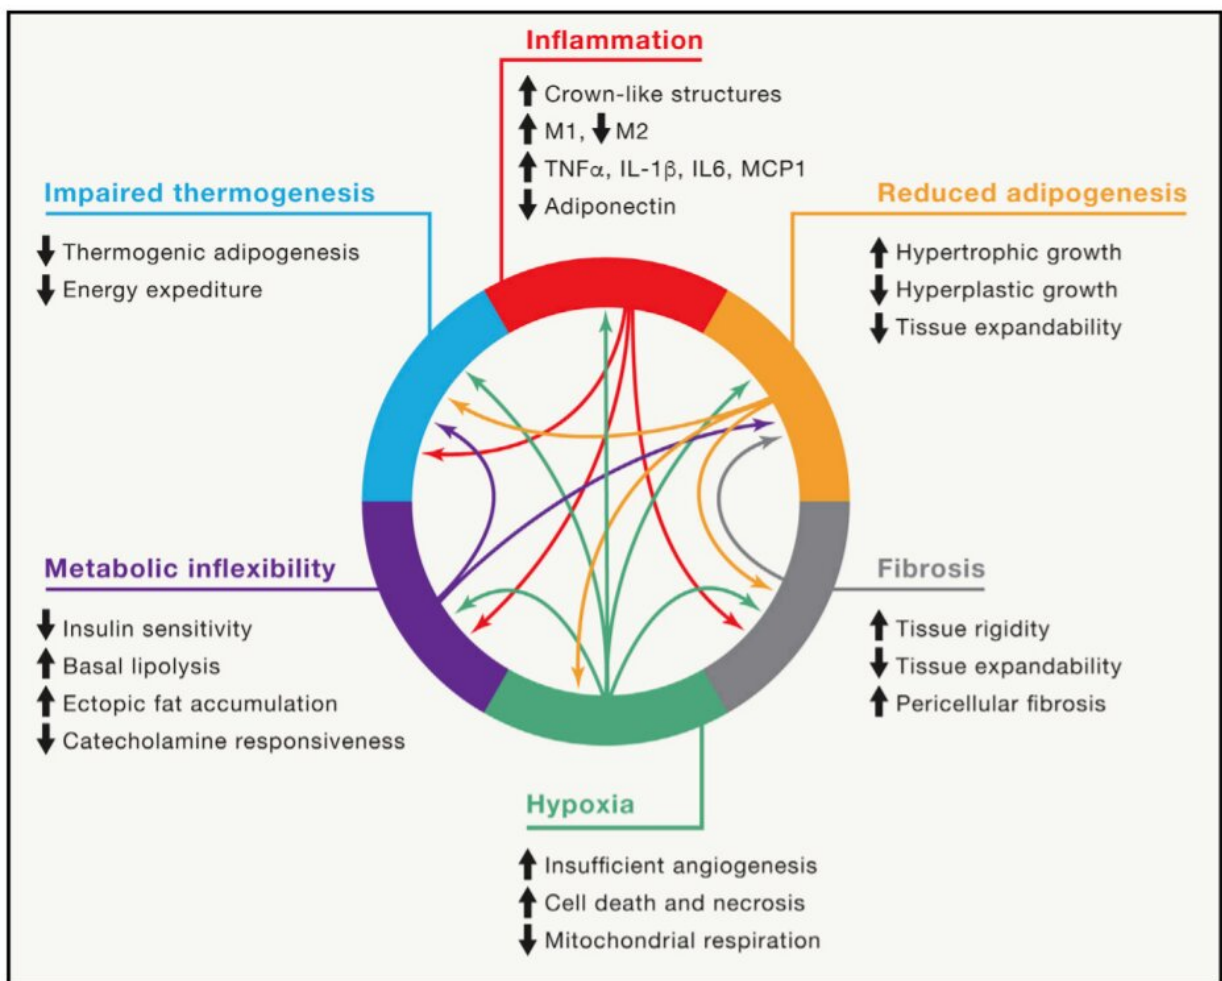 Inflammation
Crown-like structures
M1, M2
TNFα, IL-1β, IL6, MCP1
Adiponectin
Impaired thermogenesis
Thermogenic adipogenesis
Energy expediture
Reduced adipogenesis
Hypertrophic growth
Hyperplastic growth
Tissue expandability
Metabolic inflexibility
Insulin sensitivity
Basal lipolysis
Ectopic fat accumulation
Catecholamine responsiveness
Fibrosis
Tissue rigidity
Tissue expandability
Pericellular fibrosis
Hypoxia
Insufficient angiogenesis
Cell death and necrosis
Mitochondrial respiration